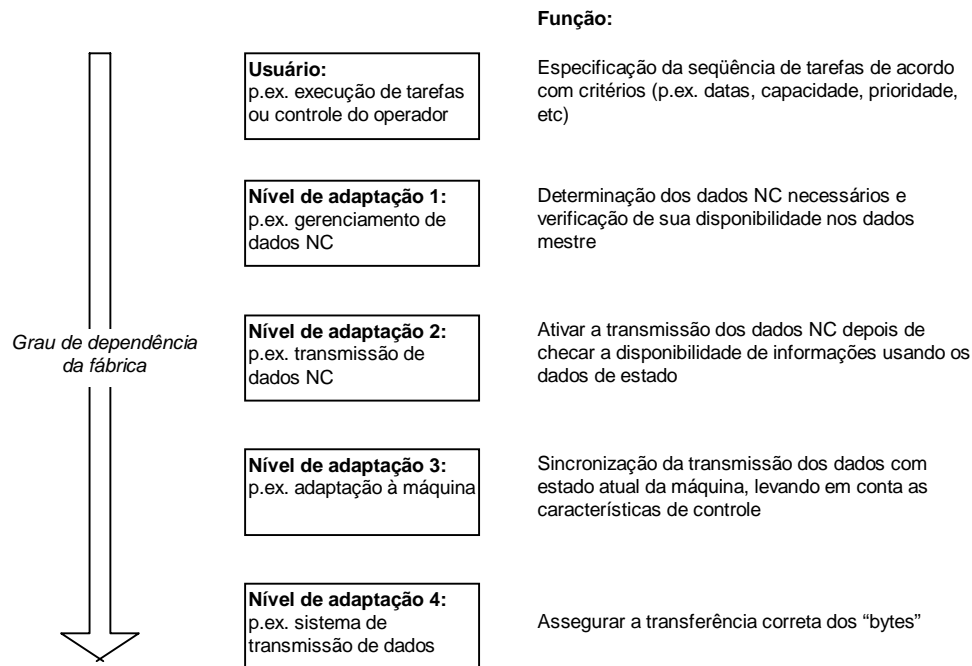 Função:
Usuário:
p.ex. execução de tarefas
ou controle do operador
Especificação da seqüência de tarefas de acordo
com critérios (p.ex. datas, capacidade, prioridade,
etc)
Nível de adaptação 1:
p.ex. gerenciamento de
dados NC
Determinação dos dados NC necessários e
verificação de sua disponibilidade nos dados
mestre
Grau de dependência
da fábrica
Nível de adaptação 2:
p.ex. transmissão de
dados NC
Ativar a transmissão dos dados NC depois de
checar a disponibilidade de informações usando os
dados de estado
Nível de adaptação 3:
p.ex. adaptação à máquina
Sincronização da transmissão dos dados com
estado atual da máquina, levando em conta as
características de controle
Nível de adaptação 4:
p.ex. sistema de
transmissão de dados
Assegurar a transferência correta dos “bytes”